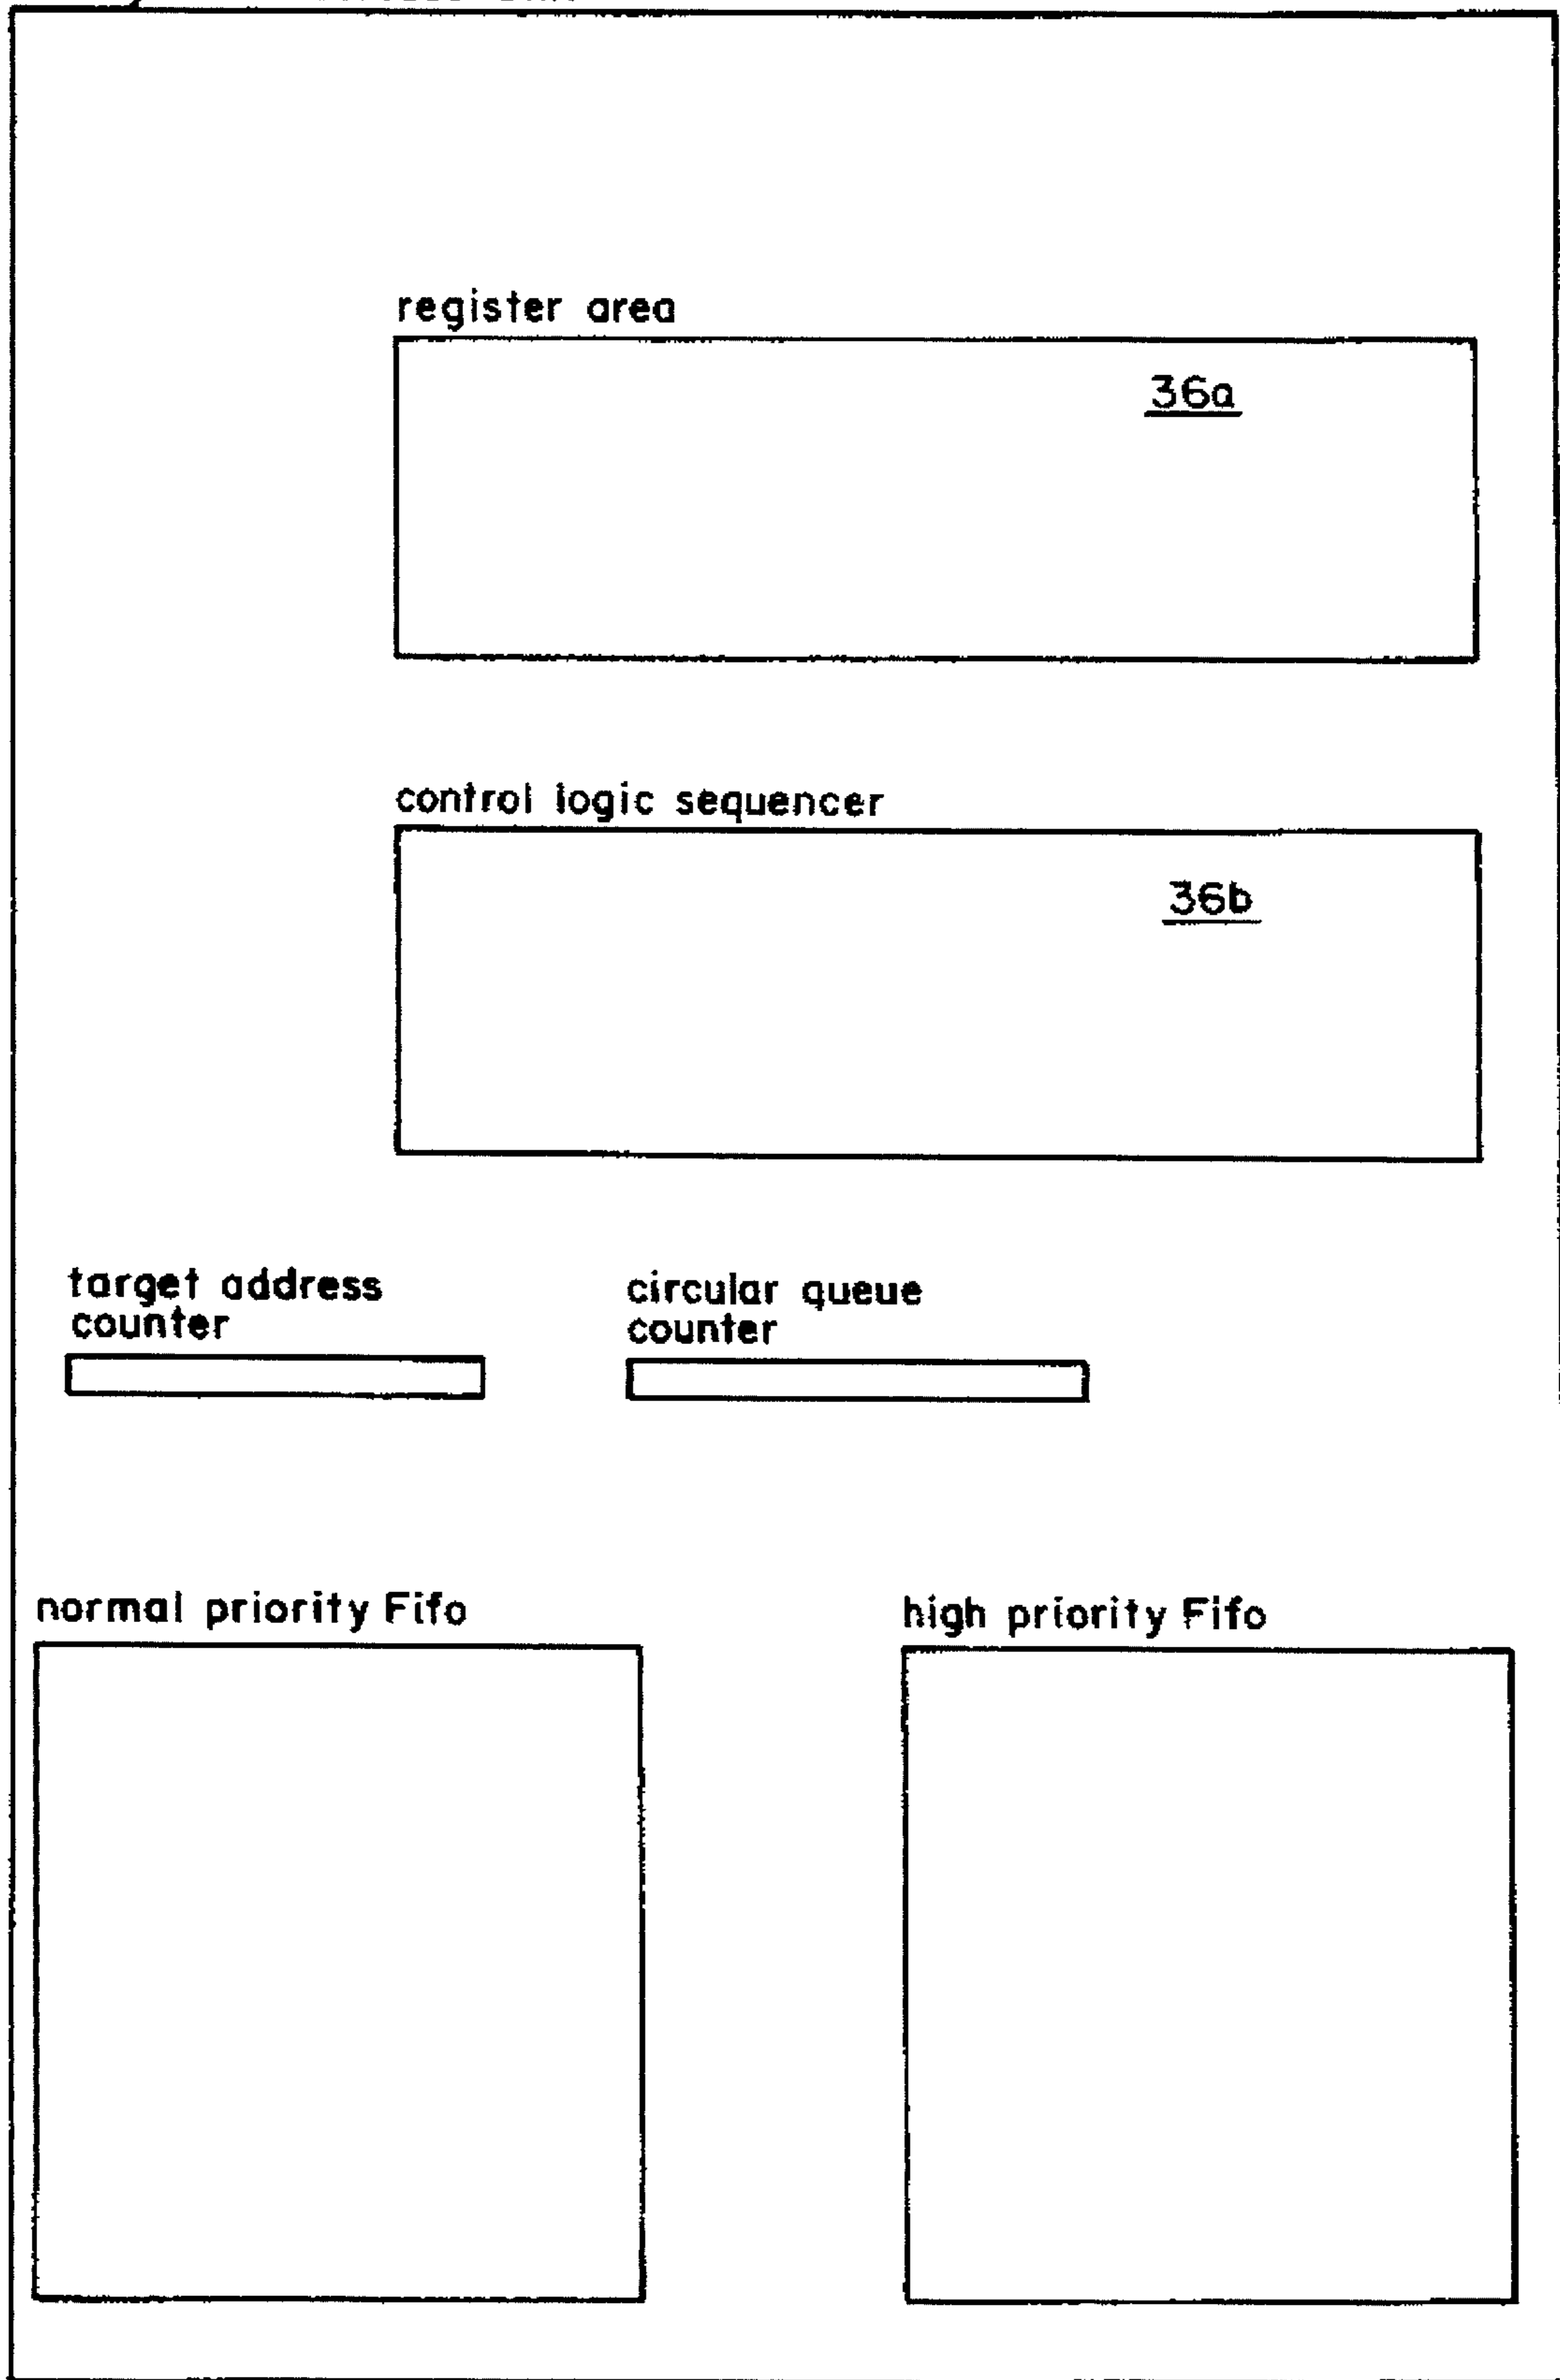 register area
36a
control logic sequencer
36b
target address
counter
circular queue
counter
normal priority Fifo
high priority Fifo